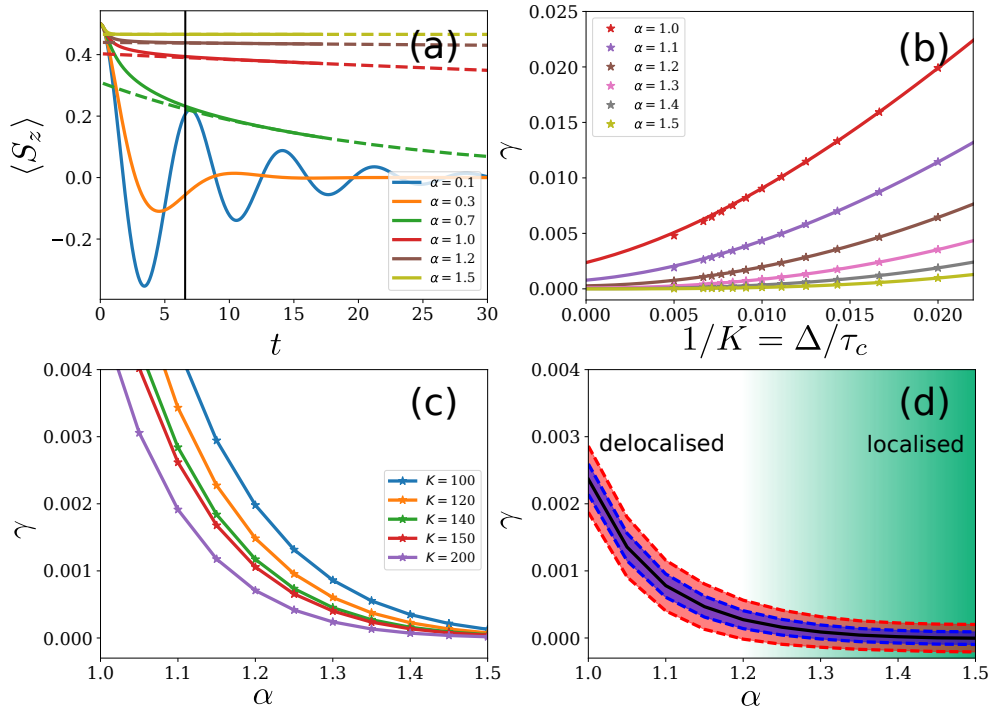 (a)
⟨S_z⟩
0.4
0.2
0.0
−0.2
0 5 10 15 20 25 30
t
α = 0.1
α = 0.3
α = 0.7
α = 1.0
α = 1.2
α = 1.5
(b)
γ
0.025
0.020
0.015
0.010
0.005
0.000
0.000 0.005 0.010 0.015 0.020
1/K = Δ/τ_c
α = 1.0
α = 1.1
α = 1.2
α = 1.3
α = 1.4
α = 1.5
(c)
γ
0.004
0.003
0.002
0.001
0.000
1.0 1.1 1.2 1.3 1.4 1.5
α
K = 100
K = 120
K = 140
K = 150
K = 200
(d)
delocalised localised
γ
0.004
0.003
0.002
0.001
0.000
1.0 1.1 1.2 1.3 1.4 1.5
α